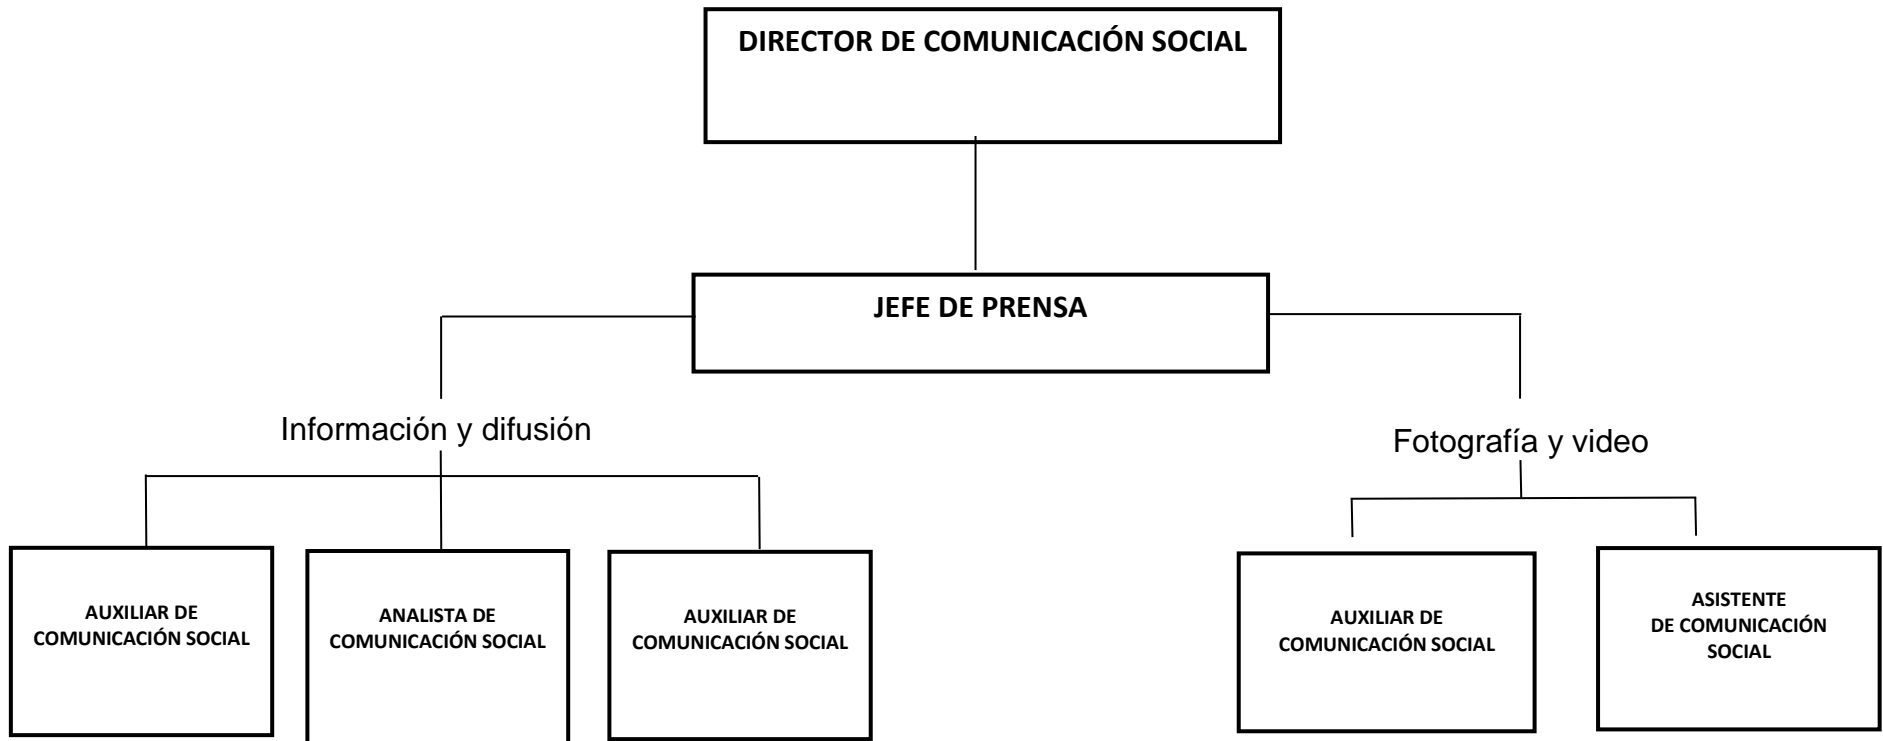 DIRECTOR DE COMUNICACIÓN SOCIAL
JEFE DE PRENSA
Información y difusión
Fotografía y video
AUXILIAR DE
COMUNICACIÓN SOCIAL
ANALISTA DE
COMUNICACIÓN SOCIAL
AUXILIAR DE
COMUNICACIÓN SOCIAL
AUXILIAR DE
COMUNICACIÓN SOCIAL
ASISTENTE
DE COMUNICACIÓN
SOCIAL